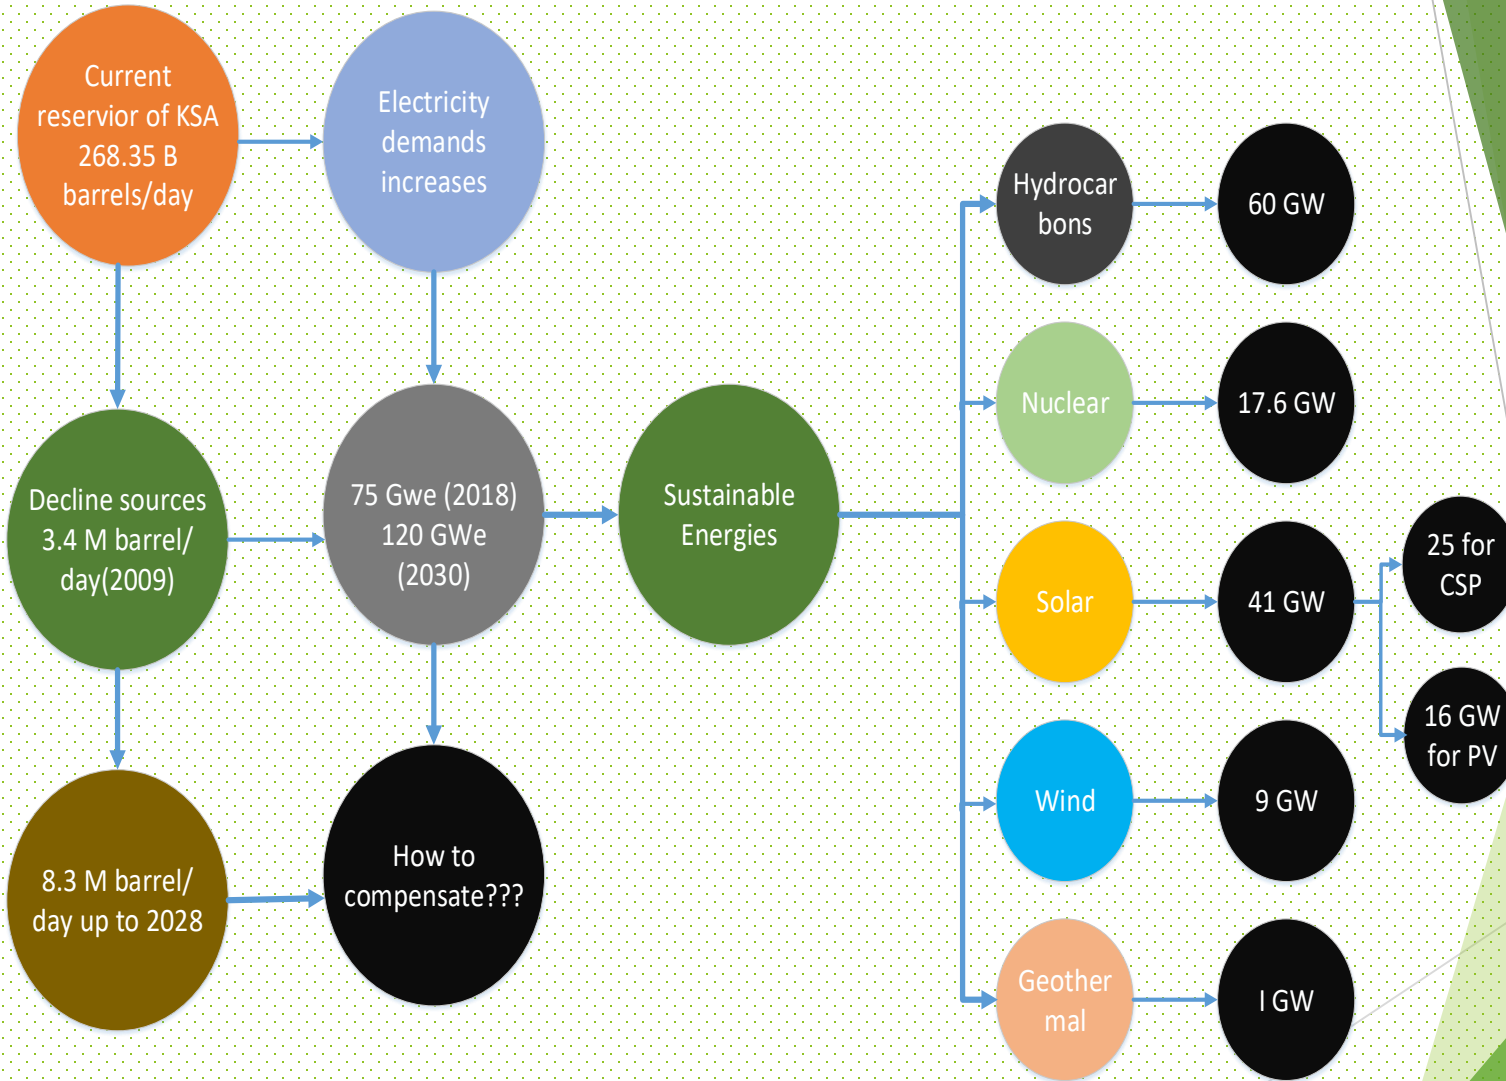 Current
reservior of KSA
268.35 B
barrels/day
Electricity
demands
increases
Decline sources
3.4 M barrel/
day(2009)
75 Gwe (2018)
120 GWe
(2030)
Sustainable
Energies
8.3 M barrel/
day up to 2028
How to
compensate???
Hydrocar
bons
60 GW
Nuclear
17.6 GW
Solar
41 GW
25 for
CSP
16 GW
for PV
Wind
9 GW
Geother
mal
I GW